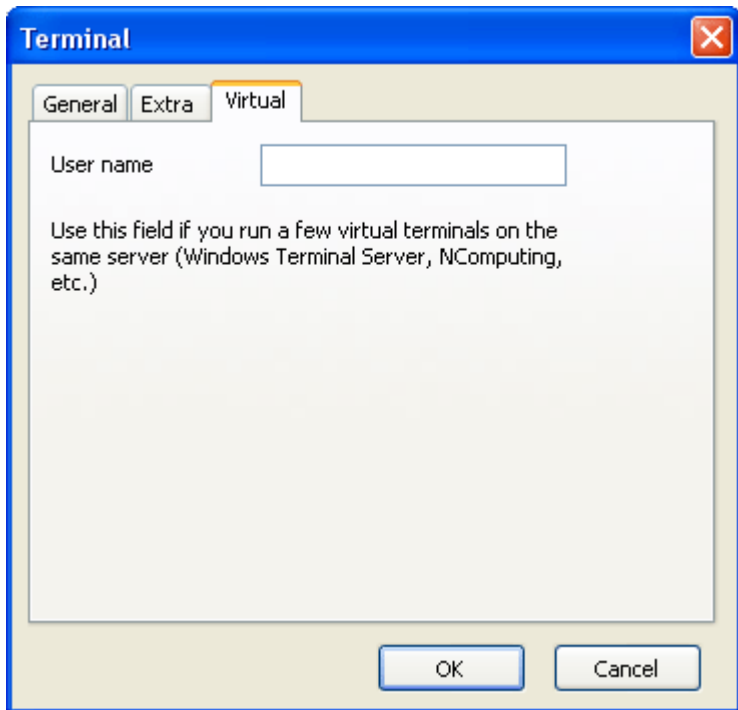 Terminal
General Extra Virtual
User name
Use this field if you run a few virtual terminals on the
same server (Windows Terminal Server, NComputing,
etc.)
OK Cancel